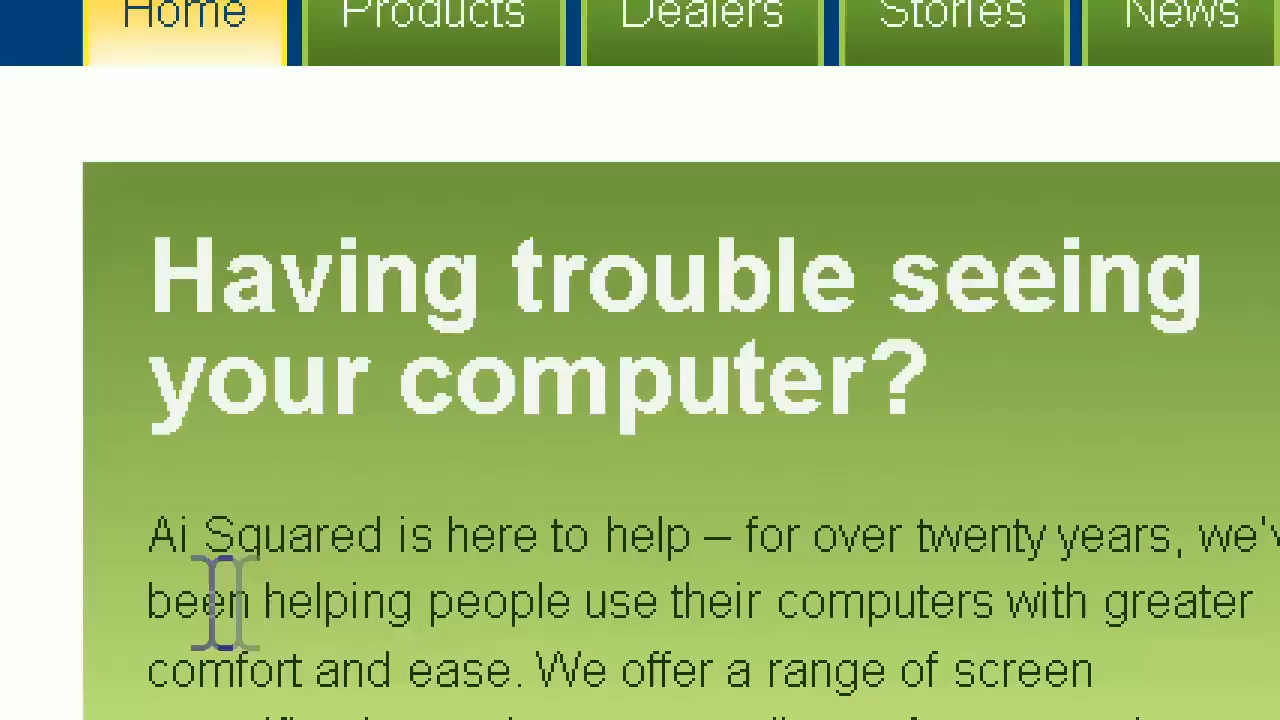 Home Products Dealers Stories News
Having trouble seeing
your computer?
Ai Squared is here to help – for over twenty years, we'v
been helping people use their computers with greater
comfort and ease. We offer a range of screen